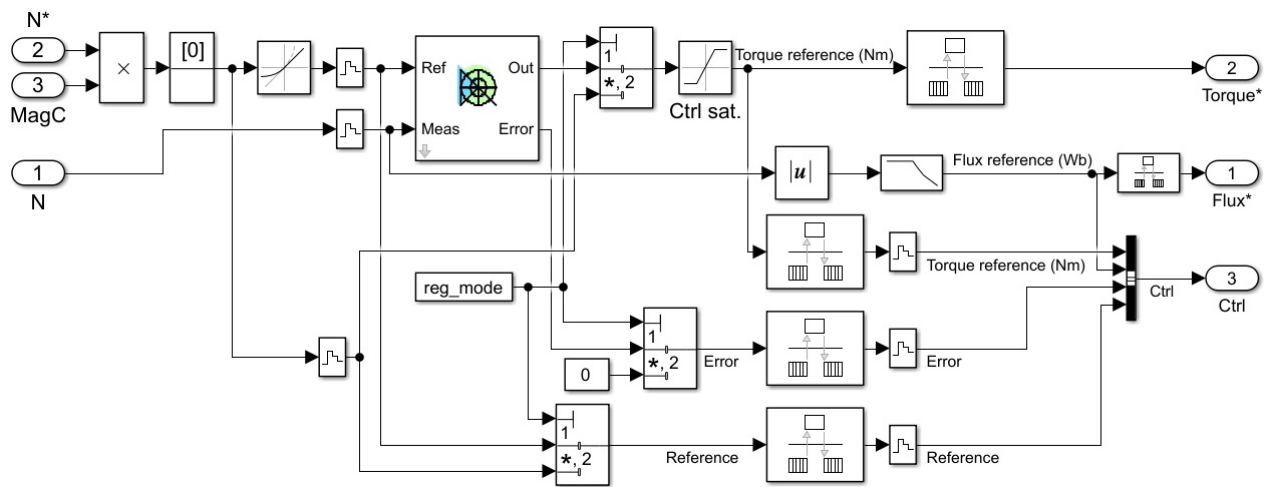 N*
2
3
MagC
×
[0]
Ref
Out
Meas
Error
1
*, 2
Ctrl sat.
Torque reference (Nm)
2
Torque*
1
N
|u|
Flux reference (Wb)
1
Flux*
Torque reference (Nm)
reg_mode
Ctrl
3
Ctrl
1
*, 2
0
Error
Error
1
*, 2
Reference
Reference